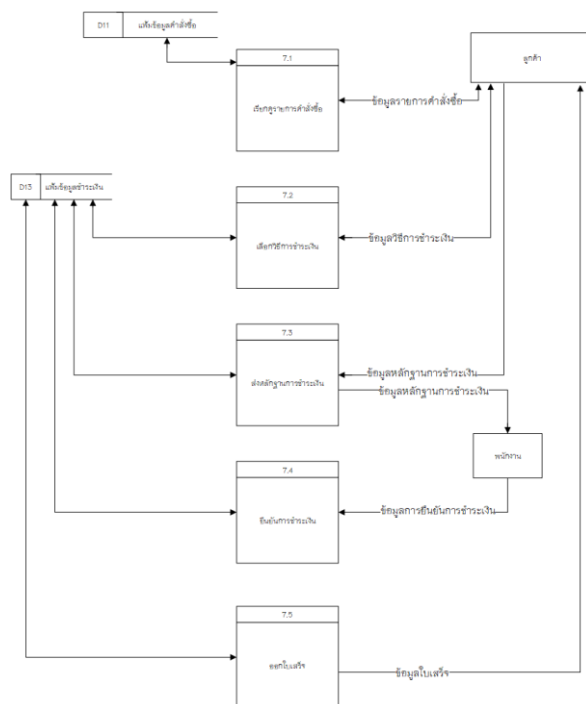 D11 แฟ้มข้อมูลคำสั่งซื้อ
7.1
ลูกค้า
เรียกดูรายการคำสั่งซื้อ
ข้อมูลรายการคำสั่งซื้อ
D13 แฟ้มข้อมูลชำระเงิน
7.2
เลือกวิธีการชำระเงิน
ข้อมูลวิธีการชำระเงิน
7.3
ส่งหลักฐานการชำระเงิน
ข้อมูลหลักฐานการชำระเงิน
ข้อมูลหลักฐานการชำระเงิน
พนักงาน
7.4
ยืนยันการชำระเงิน
ข้อมูลการยืนยันการชำระเงิน
7.5
ออกใบเสร็จ
ข้อมูลใบเสร็จ